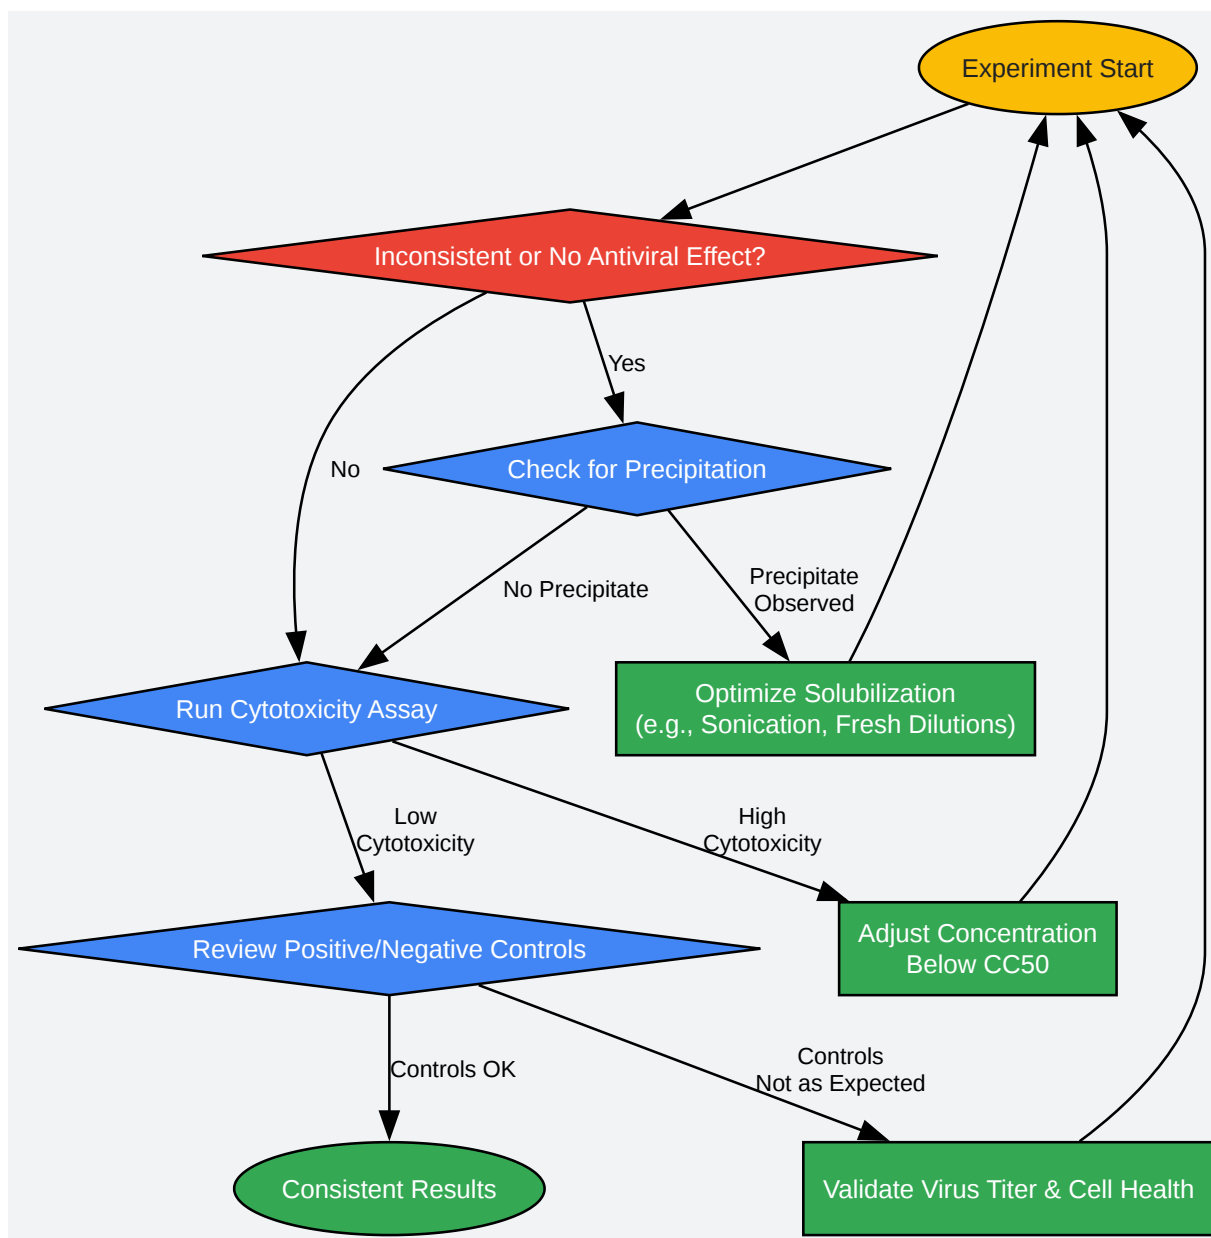 Experiment Start
Inconsistent or No Antiviral Effect?
Yes
No
Check for Precipitation
No Precipitate
Precipitate
Observed
Run Cytotoxicity Assay
Optimize Solubilization
(e.g., Sonication, Fresh Dilutions)
Low
Cytotoxicity
High
Cytotoxicity
Review Positive/Negative Controls
Adjust Concentration
Below CC50
Controls OK
Controls
Not as Expected
Consistent Results
Validate Virus Titer & Cell Health